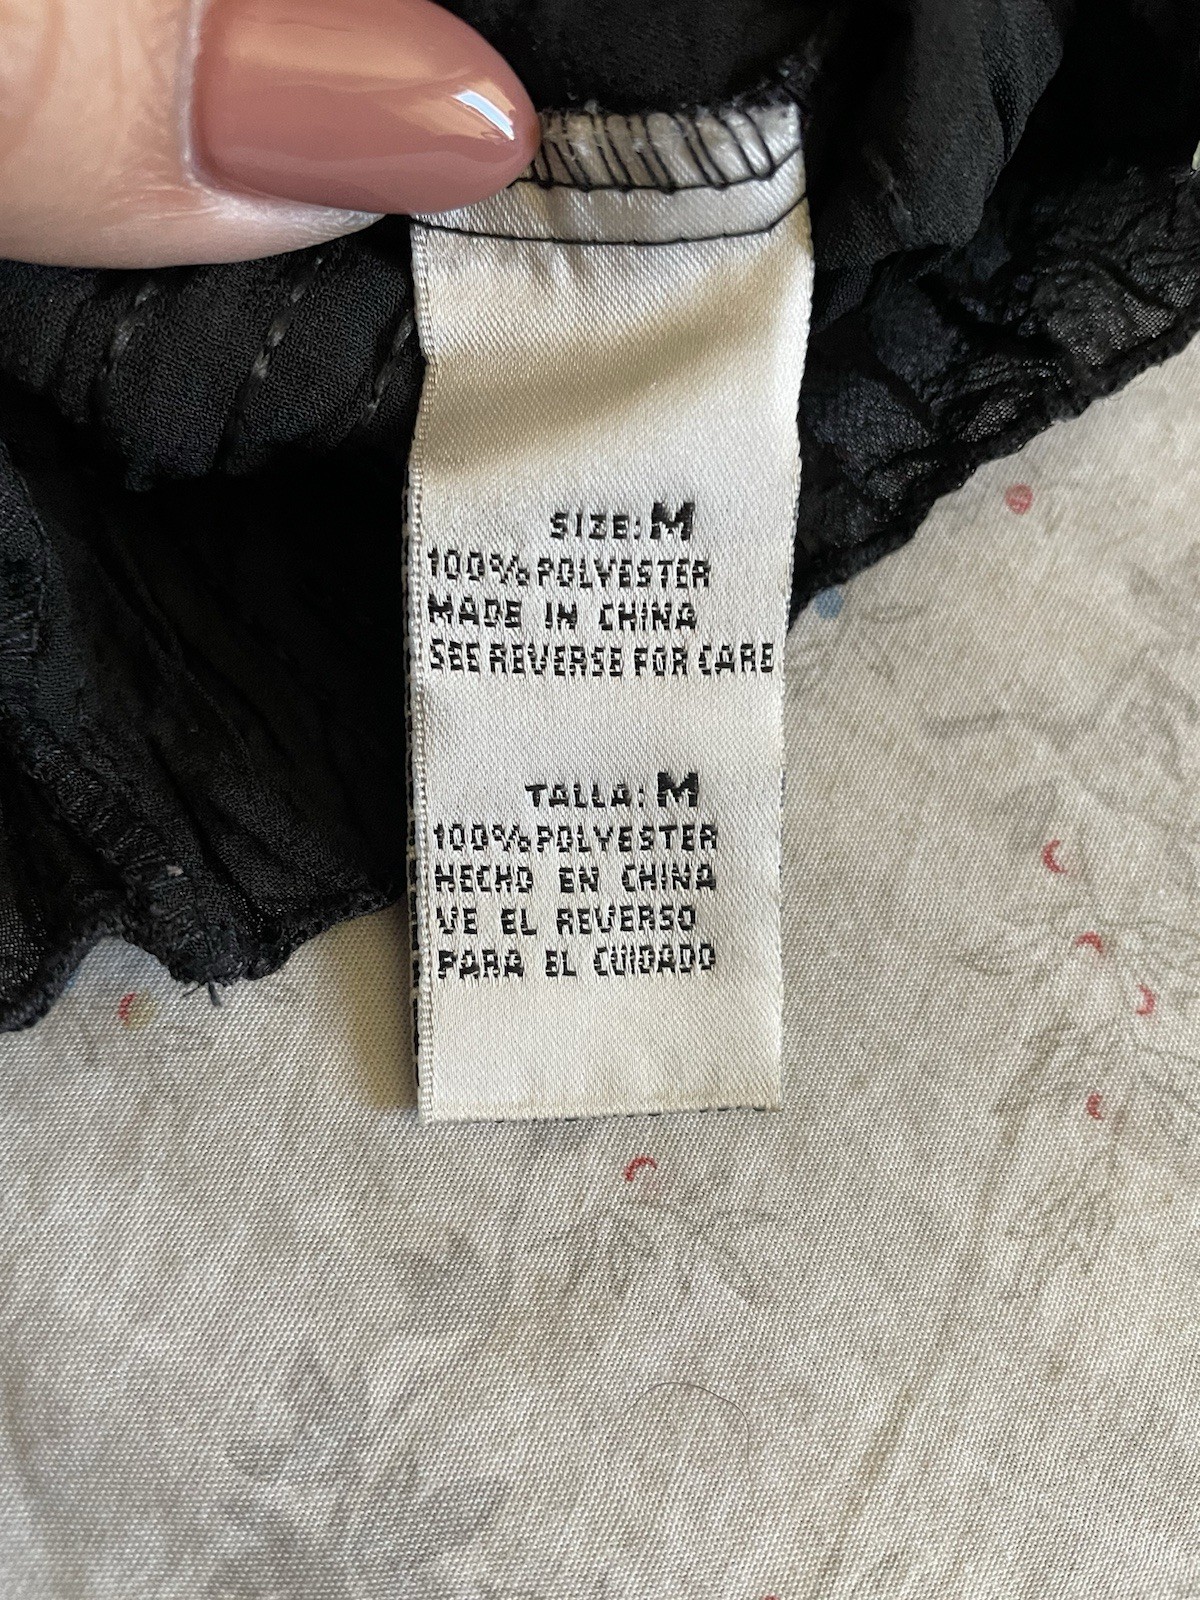 SIZE: M
100% POLYESTER
MADE IN CHINA
SEE REVERSE FOR CARE
TALLA: M
100% POLYESTER
HECHO EN CHINA
VE EL REVERSO
PARA EL CUIDADO